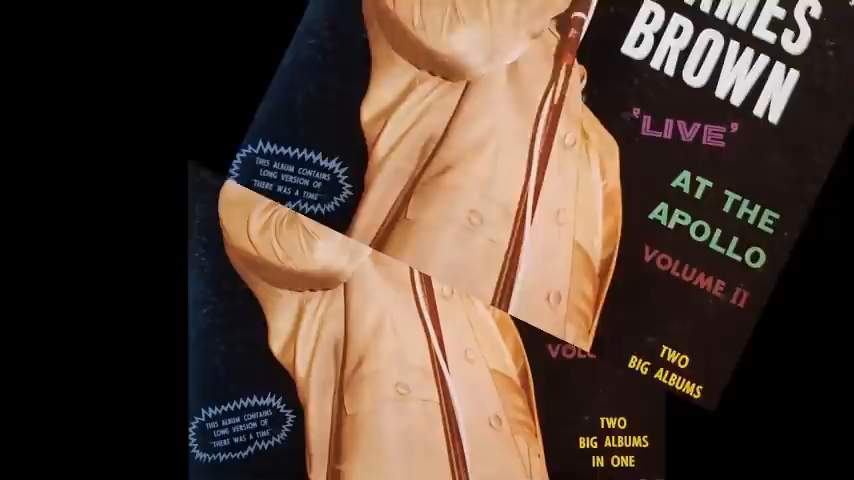 JAMES
BROWN
'LIVE'
AT THE
APOLLO
VOLUME II
TWO
BIG ALBUMS
THIS ALBUM CONTAINS
LONG VERSION OF
"THERE WAS A TIME"
THIS ALBUM CONTAINS
LONG VERSION OF
"THERE WAS A TIME"
TWO
BIG ALBUMS
IN ONE